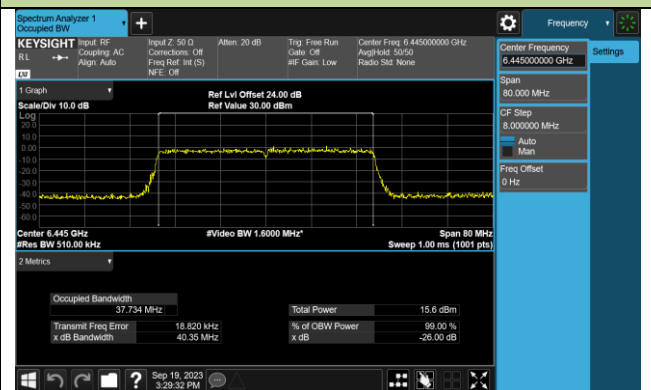 Spectrum Analyzer 1
Occupied BW
Frequency
KEYSIGHT
RL
LXI
Input: RF
Coupling: AC
Align: Auto
Input Z: 50 Ω
Corrections: Off
Freq Ref: Int (S)
NFE: Off
Atten: 20 dB
Trig: Free Run
Gate: Off
#IF Gain: Low
Center Freq: 6.445000000 GHz
Avg|Hold: 50/50
Radio Std: None
Center Frequency
6.445000000 GHz
Settings
Span
80.000 MHz
CF Step
8.000000 MHz
Auto
Man
Freq Offset
0 Hz
1 Graph
Scale/Div 10.0 dB
Ref Lvl Offset 24.00 dB
Ref Value 30.00 dBm
Log
20.0
10.0
0.00
-10.0
-20.0
-30.0
-40.0
-50.0
-60.0
Center 6.445 GHz
#Video BW 1.6000 MHz*
Span 80 MHz
#Res BW 510.00 kHz
Sweep 1.00 ms (1001 pts)
2 Metrics
Occupied Bandwidth
37.734 MHz
Total Power 15.6 dBm
Transmit Freq Error 18.820 kHz
% of OBW Power 99.00 %
x dB Bandwidth 40.35 MHz
x dB -26.00 dB
?
Sep 19, 2023
3:29:32 PM